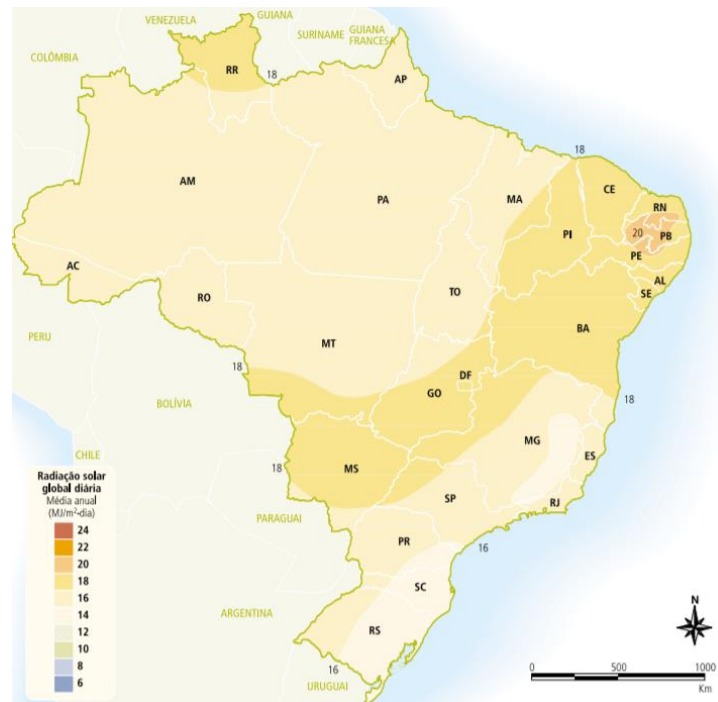 VENEZUELA
GUIANA
SURINAME
GUIANA
FRANCESA
COLÔMBIA
RR
18
AP
18
AM
PA
MA
CE
RN
PI
20
PB
PE
AC
AL
TO
SE
RO
BA
MT
PERU
18
DF
GO
18
BOLÍVIA
MG
CHILE
ES
18
MS
Radiação solar
global diária
Média anual
(MJ/m²-dia)
SP
RJ
PARAGUAI
24
22
20
18
16
14
12
10
8
6
PR
16
SC
ARGENTINA
RS
N
16
URUGUAI
0 500 1000
Km